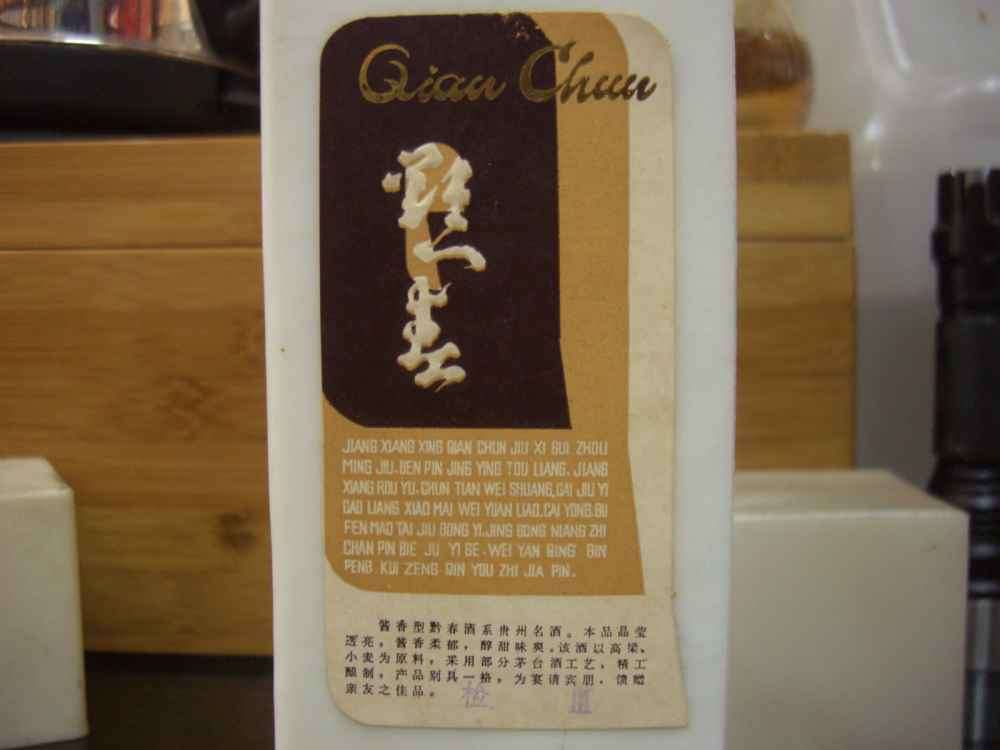 Qian Chun
黔春
JIANG XIANG XING QIAN CHUN JIU XI GUI ZHOU
MING JIU. BEN PIN JING YING TOU LIANG, JIANG
XIANG ROU YU, CHUN TIAN WEI SHUANG, GAI JIU YI
GAO LIANG XIAO MAI WEI YUAN LIAO, CAI YONG BU
FEN MAO TAI JIU GONG YI, JING GONG NIANG ZHI
CHAN PIN BIE JU YI GE. WEI YAN QING BIN
PENG KUI ZENG QIN YOU ZHI JIA PIN.
酱香型黔春酒系贵州名酒。本品晶莹
透亮，酱香柔郁，醇甜味爽。该酒以高粱、
小麦为原料，采用部分茅台酒工艺，精工
酿制，产品别具一格，为宴请宾朋，馈赠
亲友之佳品。